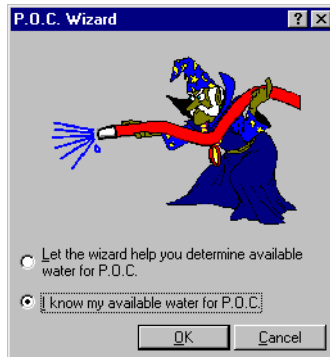 P.O.C. Wizard
Let the wizard help you determine available
water for P.O.C.
I know my available water for P.O.C.
OK
Cancel